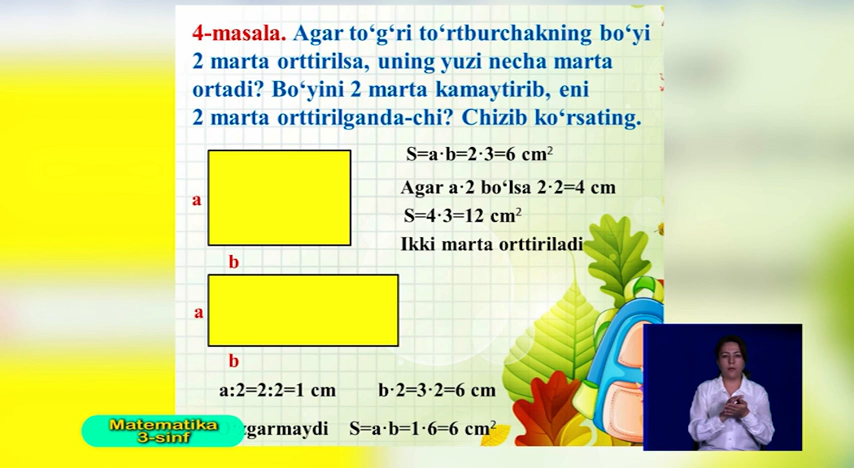 4-masala. Agar to‘g‘ri to‘rtburchakning bo‘yi
2 marta orttirilsa, uning yuzi necha marta
ortadi? Bo‘yini 2 marta kamaytirib, eni
2 marta orttirilganda-chi? Chizib ko‘rsating.
S=a·b=2·3=6 cm²
Agar a·2 bo‘lsa 2·2=4 cm
S=4·3=12 cm²
Ikki marta orttiriladi
a
b
a
b
a:2=2:2=1 cm b·2=3·2=6 cm
S=a·b=1·6=6 cm²
Matematika
3-sinf